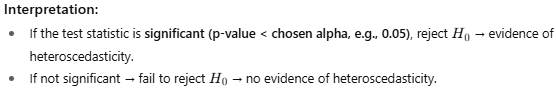 Interpretation:
• If the test statistic is significant (p-value < chosen alpha, e.g., 0.05), reject H₀ → evidence of
heteroscedasticity.
• If not significant → fail to reject H₀ → no evidence of heteroscedasticity.